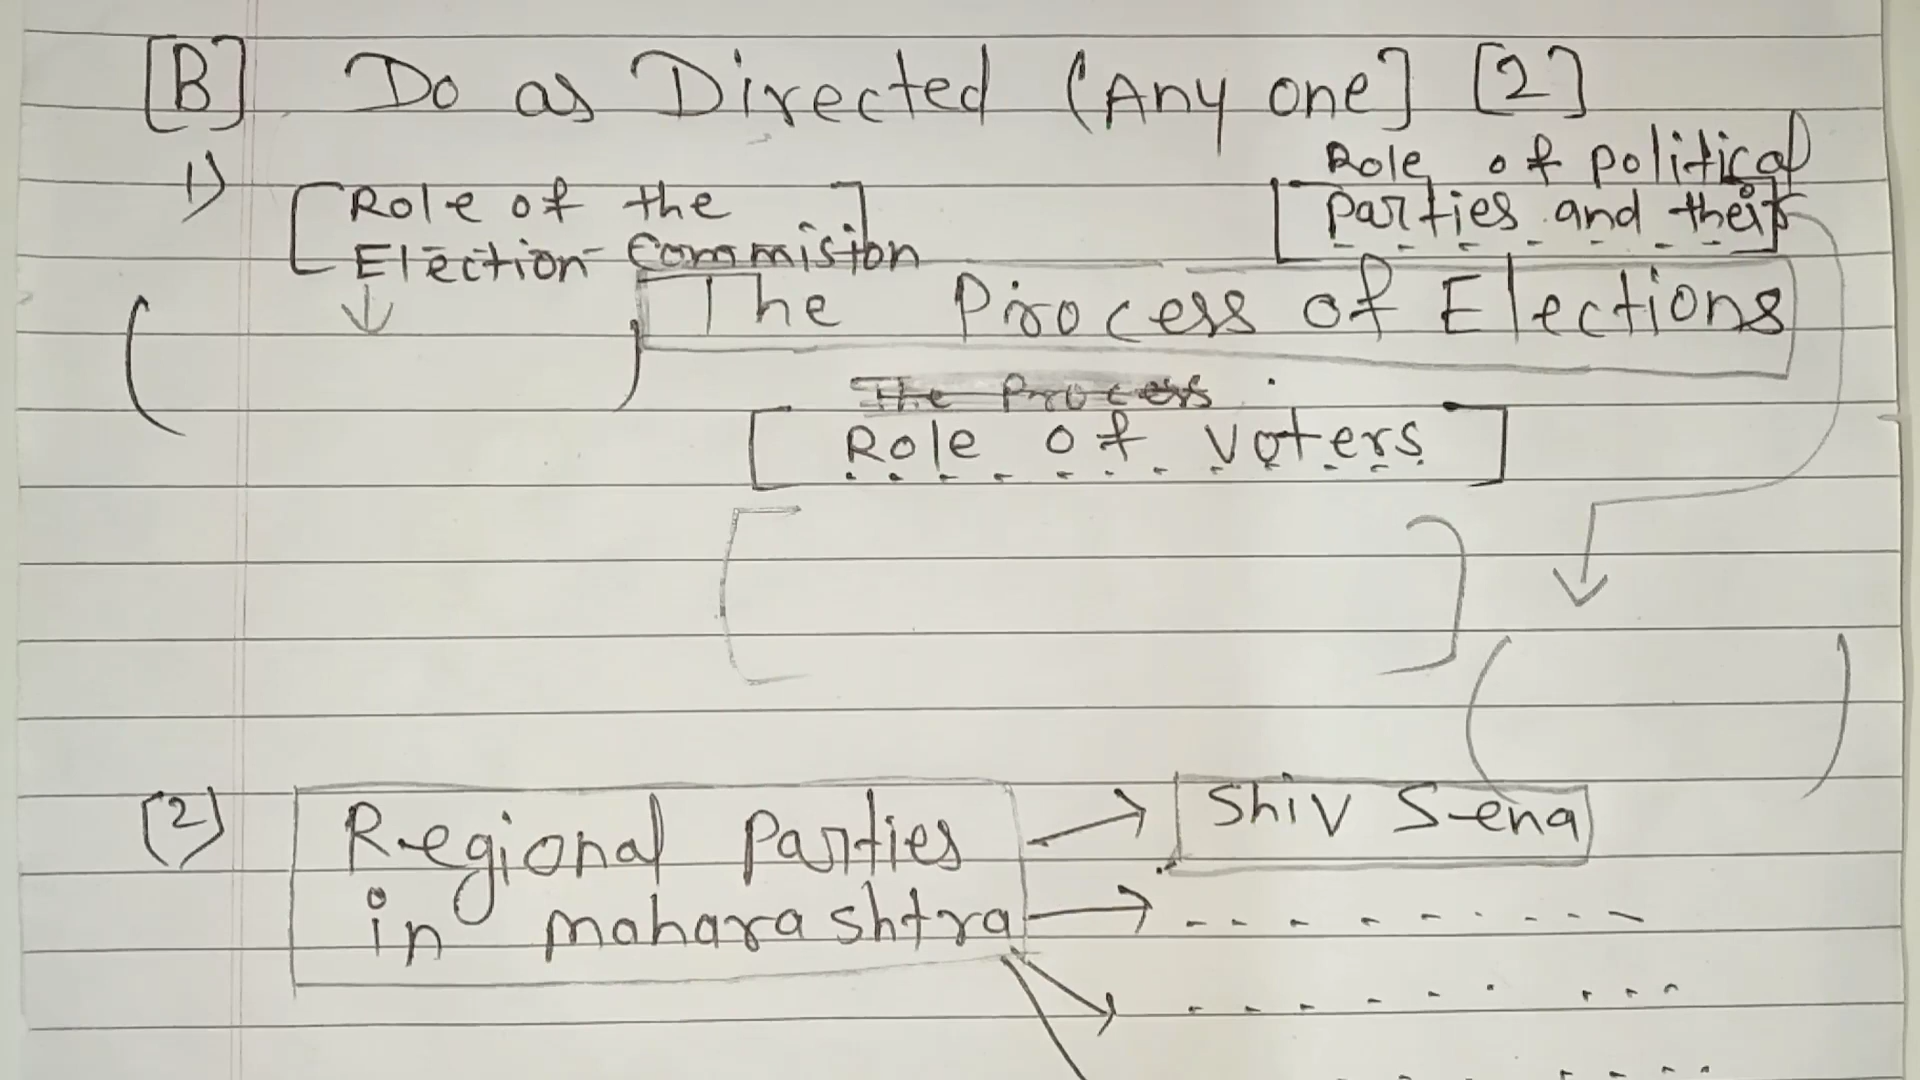 [B] Do as Directed (Any one] [2]
1)
Role of the
Election Commistion
Role of political
parties and their
The Process of Elections
The Process
Role of Voters
(2) Regional Parties
in maharashtra
Shiv Sena